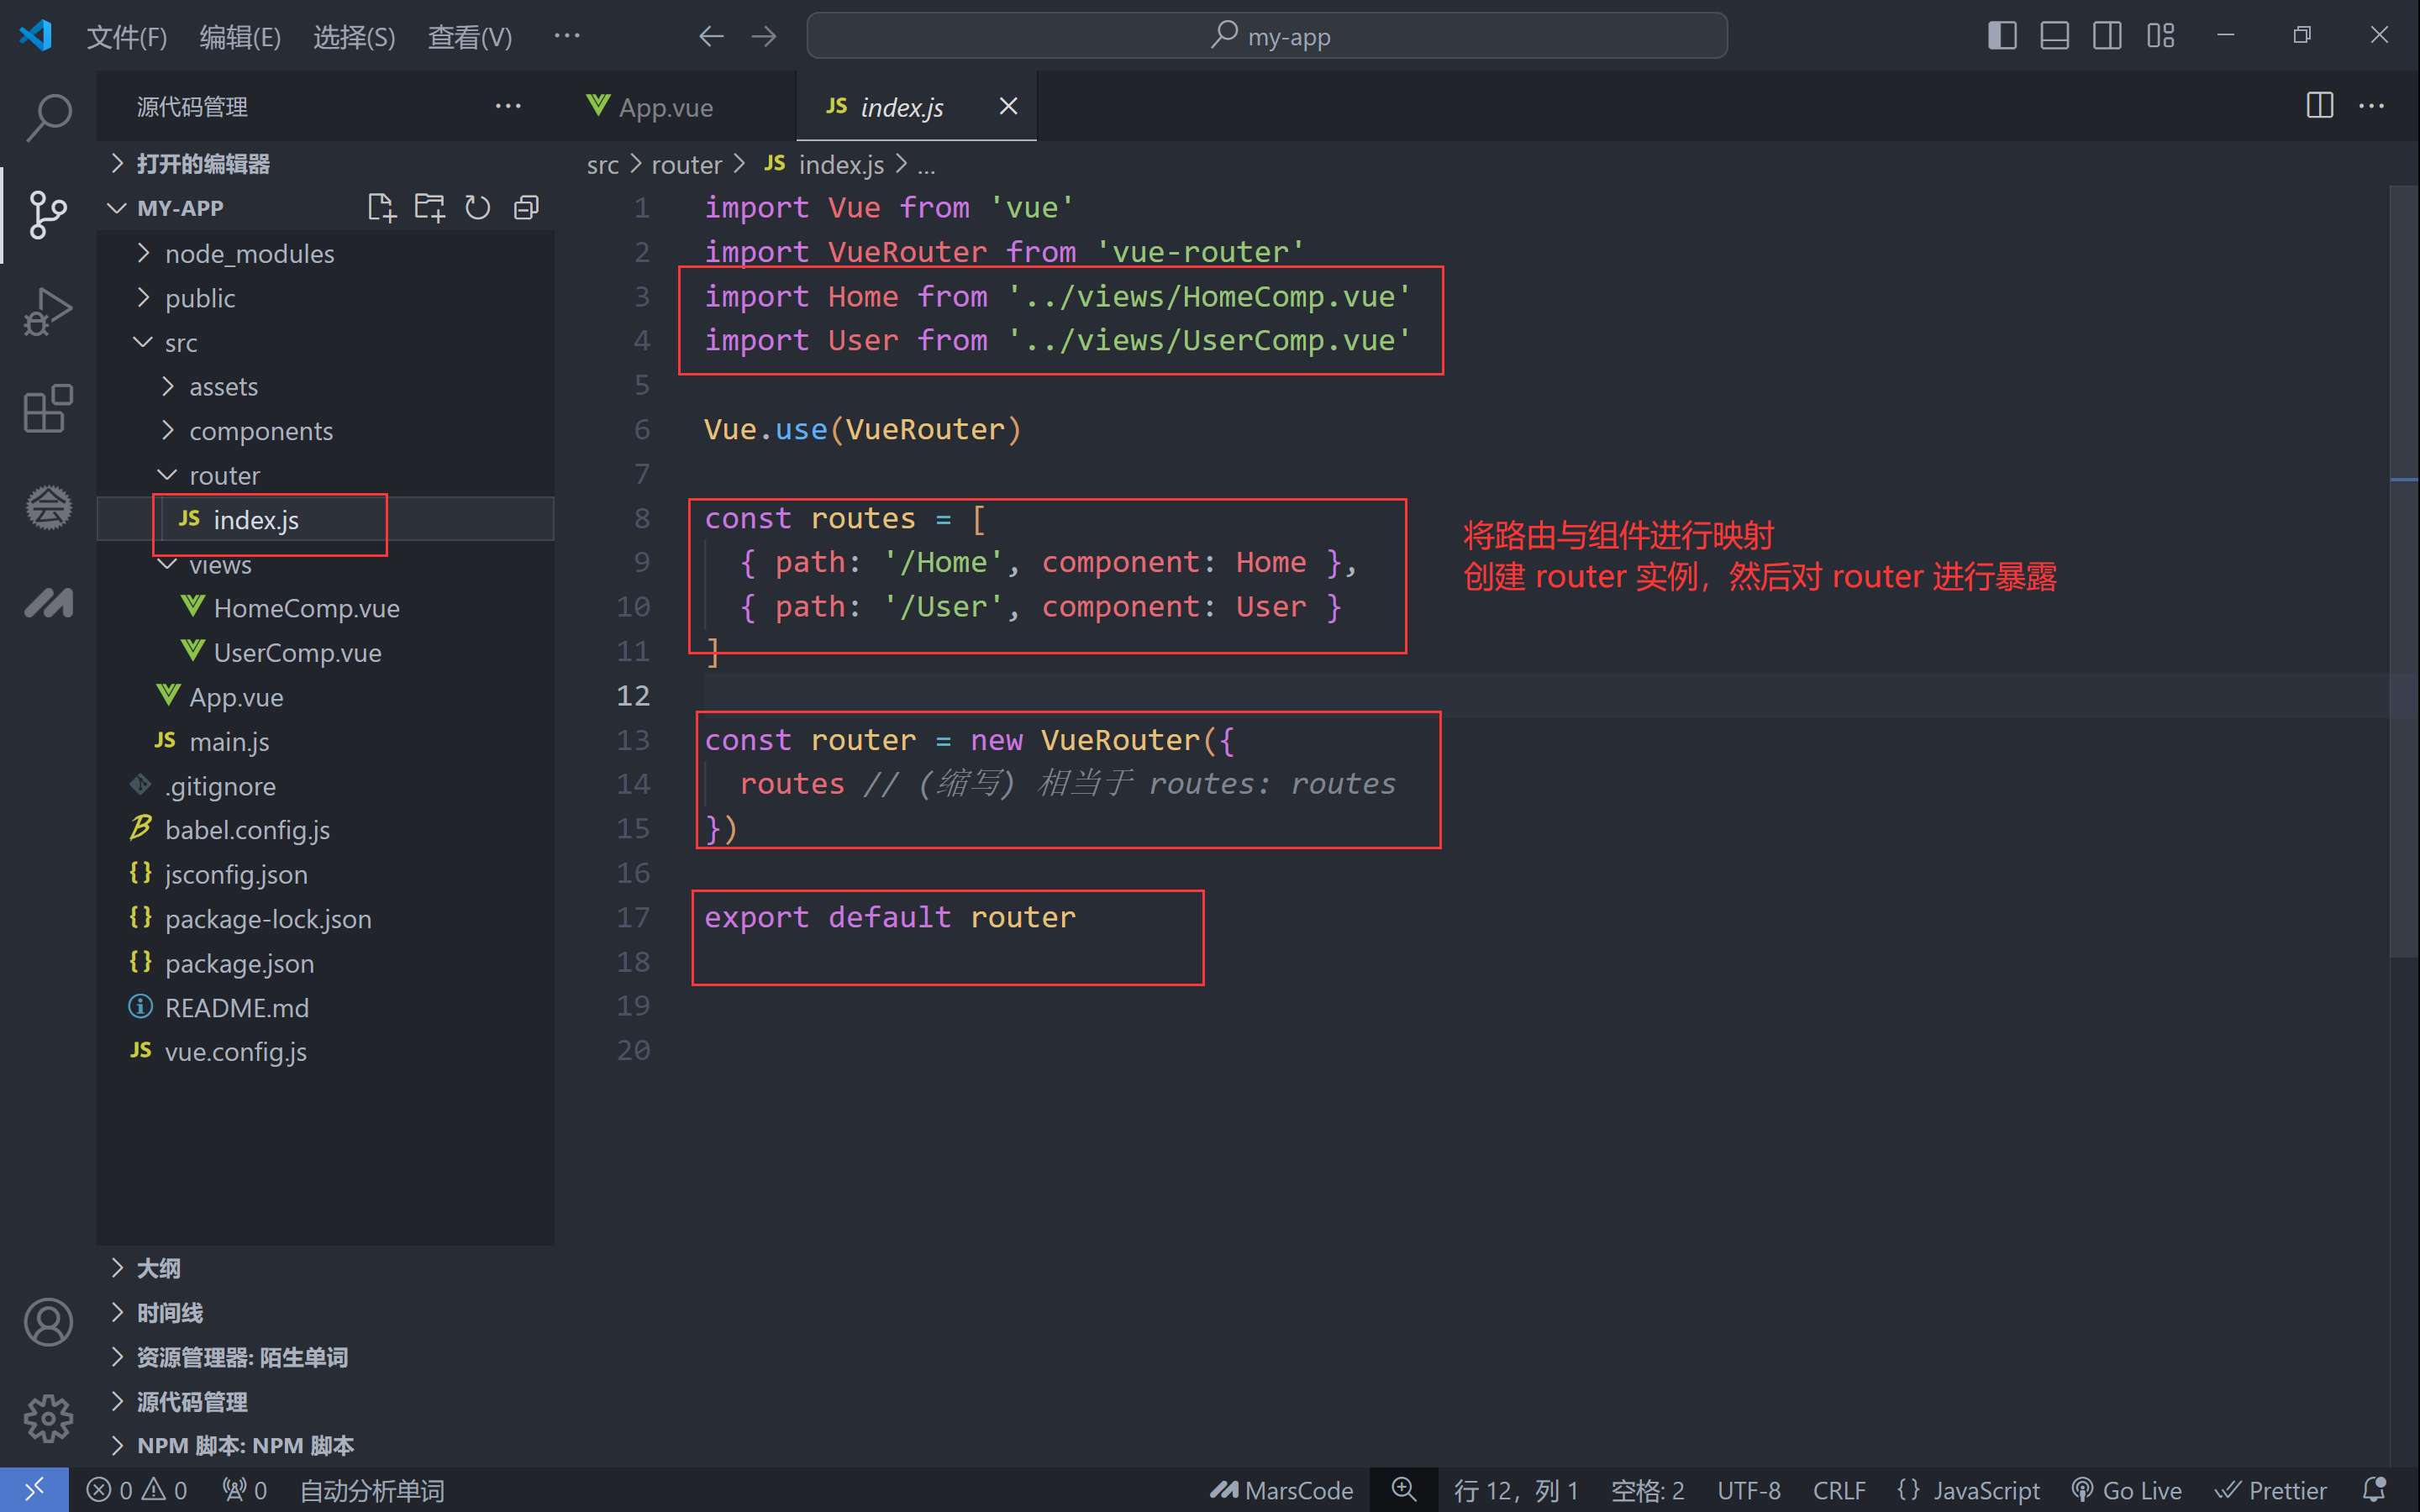 文件(F) 编辑(E) 选择(S) 查看(V) ··· my-app
源代码管理 ···
打开的编辑器
MY-APP
node_modules
public
src
assets
components
router
JS index.js
views
HomeComp.vue
UserComp.vue
App.vue
JS main.js
.gitignore
babel.config.js
{} jsconfig.json
{} package-lock.json
{} package.json
README.md
JS vue.config.js
大纲
时间线
资源管理器: 陌生单词
源代码管理
NPM 脚本: NPM 脚本
App.vue JS index.js
src > router > JS index.js > ...
1 import Vue from 'vue'
2 import VueRouter from 'vue-router'
3 import Home from '../views/HomeComp.vue'
4 import User from '../views/UserComp.vue'
5
6 Vue.use(VueRouter)
7
8 const routes = [
9 { path: '/Home', component: Home },
10 { path: '/User', component: User }
11 ]
12
13 const router = new VueRouter({
14 routes // (缩写) 相当于 routes: routes
15 })
16
17 export default router
18
19
20
将路由与组件进行映射
创建 router 实例，然后对 router 进行暴露
0 0 0 自动分析单词 MarsCode 行 12，列 1 空格: 2 UTF-8 CRLF {} JavaScript Go Live Prettier